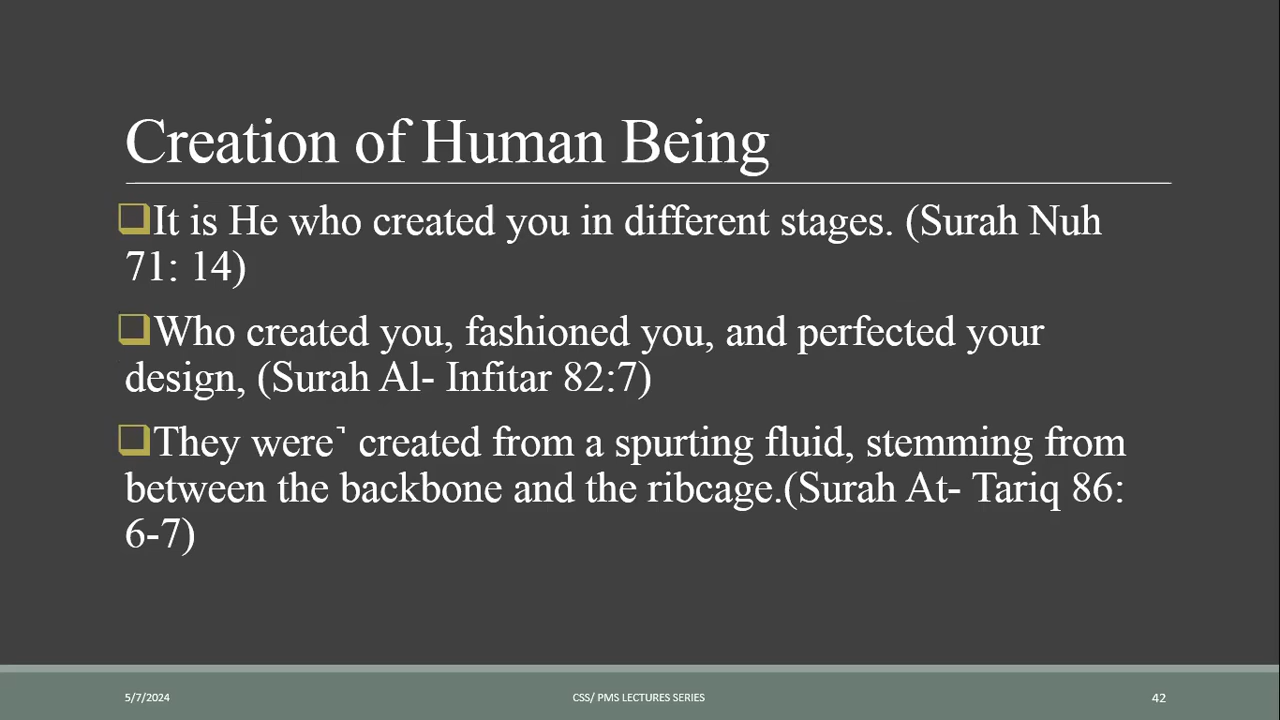 Creation of Human Being
❑It is He who created you in different stages. (Surah Nuh
71: 14)
❑Who created you, fashioned you, and perfected your
design, (Surah Al- Infitar 82:7)
❑They were˺ created from a spurting fluid, stemming from
between the backbone and the ribcage.(Surah At- Tariq 86:
6-7)
5/7/2024
CSS/ PMS LECTURES SERIES
42